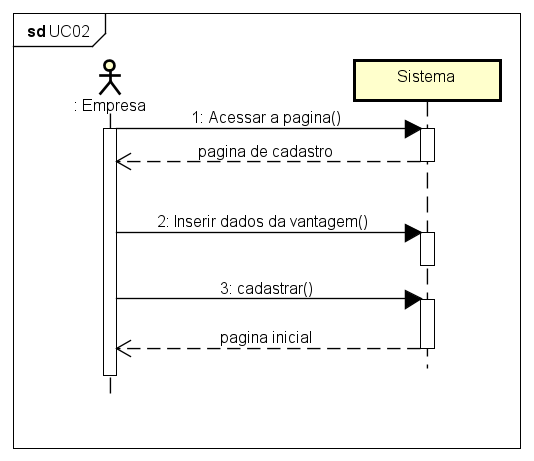 sd UC02
Sistema
: Empresa
1: Acessar a pagina()
pagina de cadastro
2: Inserir dados da vantagem()
3: cadastrar()
pagina inicial